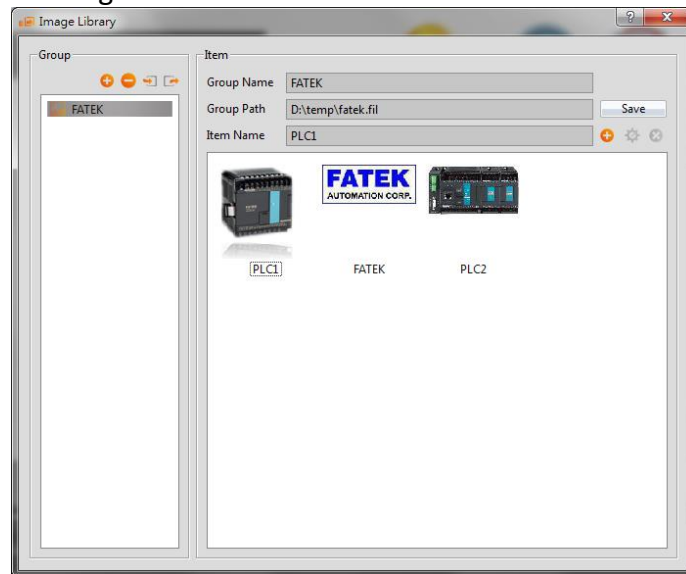 Image Library
Group
Item
FATEK
Group Name FATEK
Group Path D:\temp\fatek.fil Save
Item Name PLC1
FATEK
AUTOMATION CORP.
PLC1 FATEK PLC2